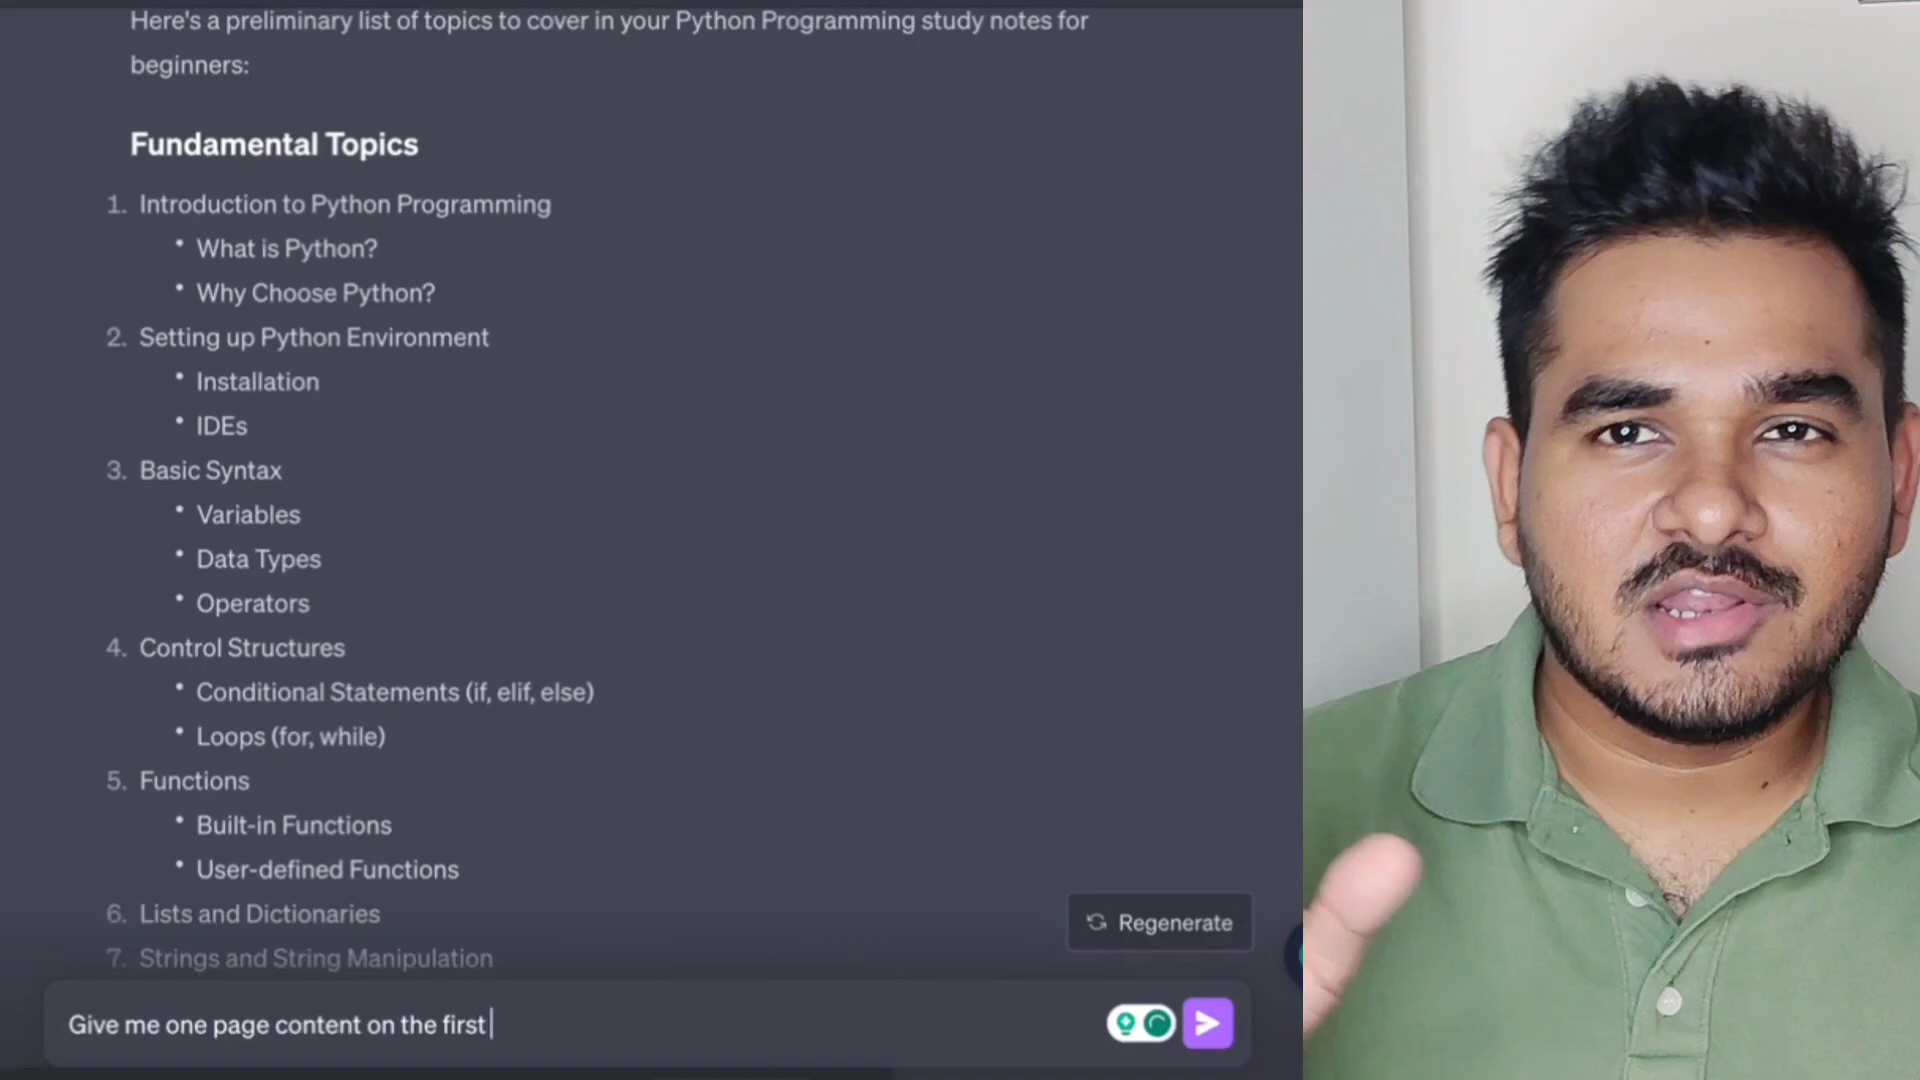 Here's a preliminary list of topics to cover in your Python Programming study notes for
beginners:
Fundamental Topics
1. Introduction to Python Programming
• What is Python?
• Why Choose Python?
2. Setting up Python Environment
• Installation
• IDEs
3. Basic Syntax
• Variables
• Data Types
• Operators
4. Control Structures
• Conditional Statements (if, elif, else)
• Loops (for, while)
5. Functions
• Built-in Functions
• User-defined Functions
6. Lists and Dictionaries
7. Strings and String Manipulation
Regenerate
Give me one page content on the first